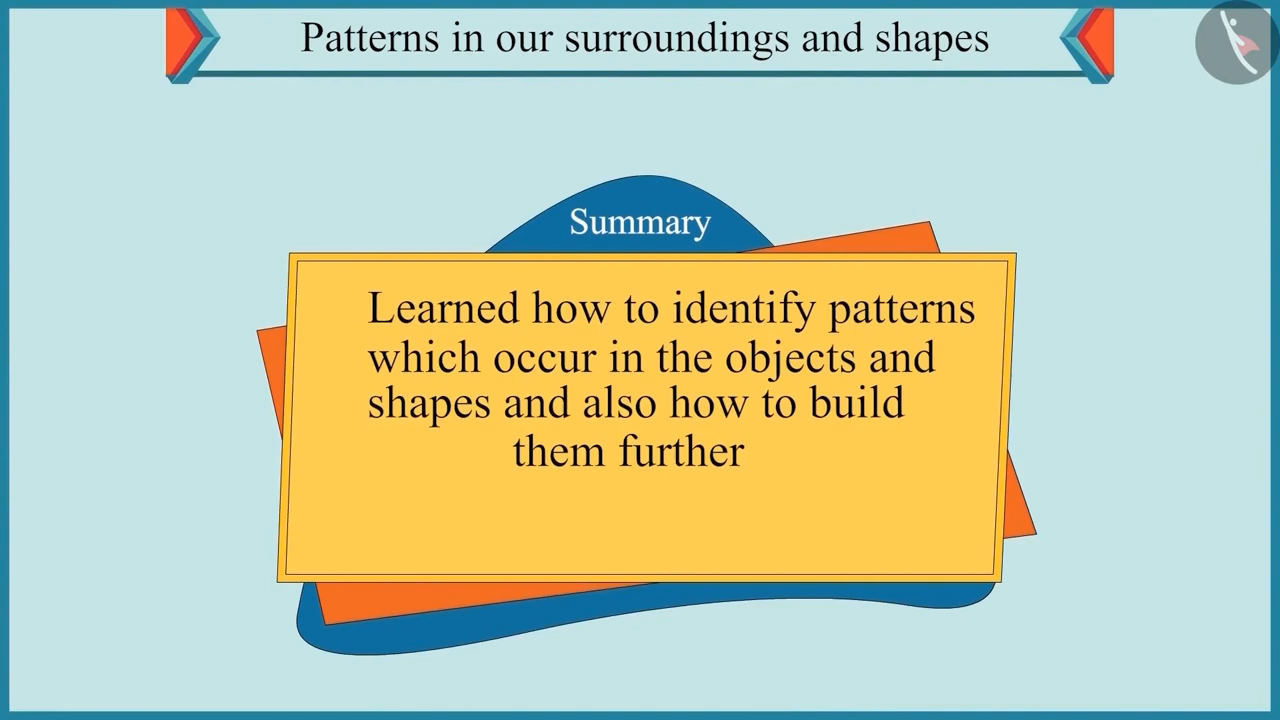 Patterns in our surroundings and shapes
Summary
Learned how to identify patterns
which occur in the objects and
shapes and also how to build
them further